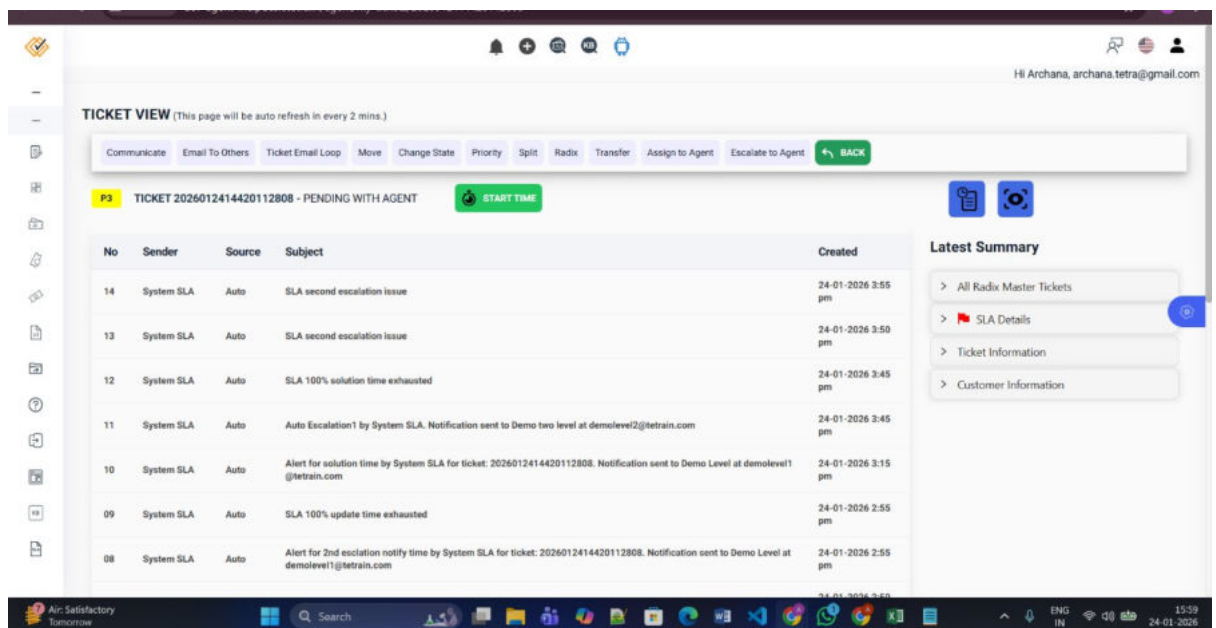 Hi Archana, archana.tetra@gmail.com
TICKET VIEW (This page will be auto refresh in every 2 mins.)
Communicate Email To Others Ticket Email Loop Move Change State Priority Split Radix Transfer Assign to Agent Escalate to Agent BACK
P3 TICKET 2026012414420112808 - PENDING WITH AGENT START TIME
Latest Summary
No Sender Source Subject Created
14 System SLA Auto SLA second escalation issue 24-01-2026 3:55
pm
All Radix Master Tickets
13 System SLA Auto SLA second escalation issue 24-01-2026 3:50
pm
SLA Details
Ticket Information
12 System SLA Auto SLA 100% solution time exhausted 24-01-2026 3:45
pm
Customer Information
11 System SLA Auto Auto Escalation1 by System SLA. Notification sent to Demo two level at demolevel2@tetrain.com 24-01-2026 3:45
pm
10 System SLA Auto Alert for solution time by System SLA for ticket: 2026012414420112808. Notification sent to Demo Level at demolevel1
@tetrain.com 24-01-2026 3:15
pm
09 System SLA Auto SLA 100% update time exhausted 24-01-2026 2:55
pm
08 System SLA Auto Alert for 2nd esclation notify time by System SLA for ticket: 2026012414420112808. Notification sent to Demo Level at
demolevel1@tetrain.com 24-01-2026 2:55
pm
Air: Satisfactory
Tomorrow
Search
ENG
IN
15:59
24-01-2026